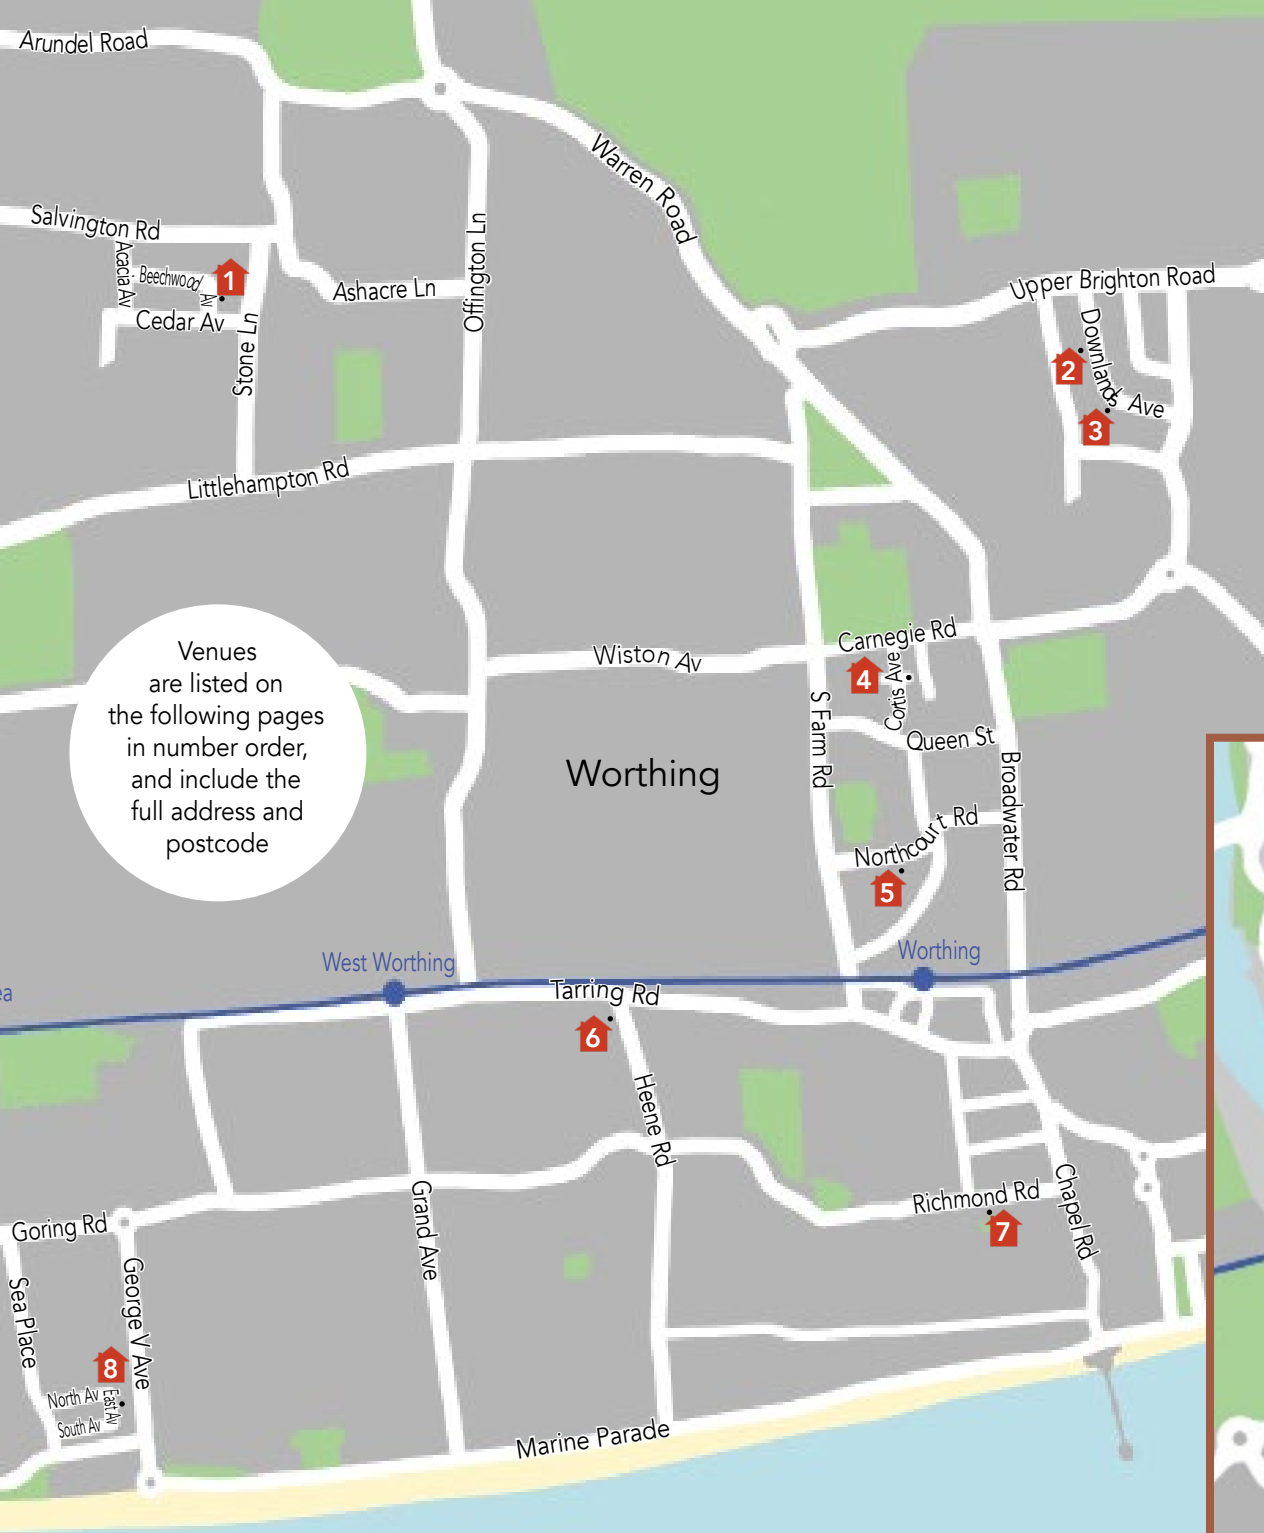 Arundel Road
Warren Road
Salvington Rd
Acacia Av
Beechwood Av
1
Offington Ln
Ashacre Ln
Upper Brighton Road
Cedar Av
Stone Ln
Downlands Ave
2
3
Littlehampton Rd
Venues
are listed on
the following pages
in number order,
and include the
full address and
postcode
Wiston Av
Carnegie Rd
4
Cortis Ave
S Farm Rd
Queen St
Worthing
Broadwater Rd
Northcourt Rd
5
West Worthing
Worthing
ea
Tarring Rd
6
Heene Rd
Grand Ave
Richmond Rd
7
Chapel Rd
Goring Rd
George V Ave
Sea Place
8
North Av
East Av
South Av
Marine Parade